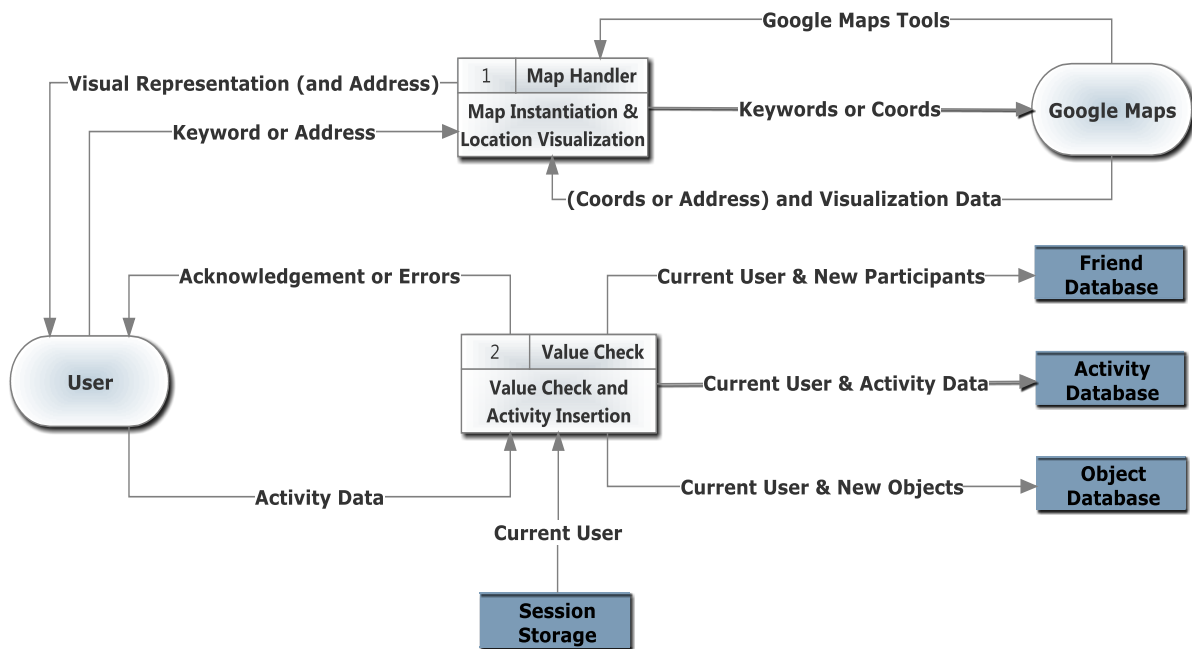 Google Maps Tools
1 Map Handler
Visual Representation (and Address)
Map Instantiation &
Location Visualization
Keywords or Coords
Google Maps
Keyword or Address
(Coords or Address) and Visualization Data
Acknowledgement or Errors
Current User & New Participants
Friend
Database
2 Value Check
User
Value Check and
Activity Insertion
Current User & Activity Data
Activity
Database
Activity Data
Current User & New Objects
Object
Database
Current User
Session
Storage